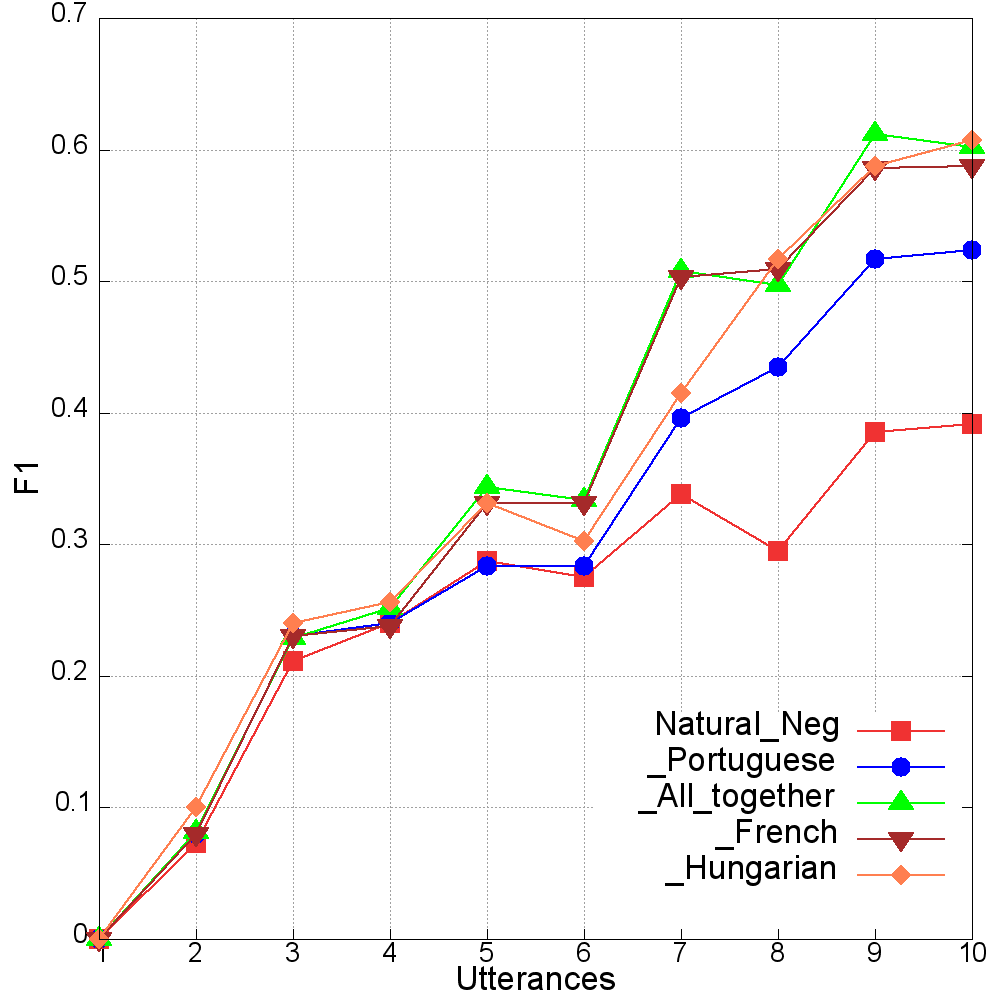 0.7
0.6
0.5
0.4
0.3
0.2
0.1
0
F1
1 2 3 4 5 6 7 8 9 10
Utterances
Natural_Neg
_Portuguese
_All_together
_French
_Hungarian